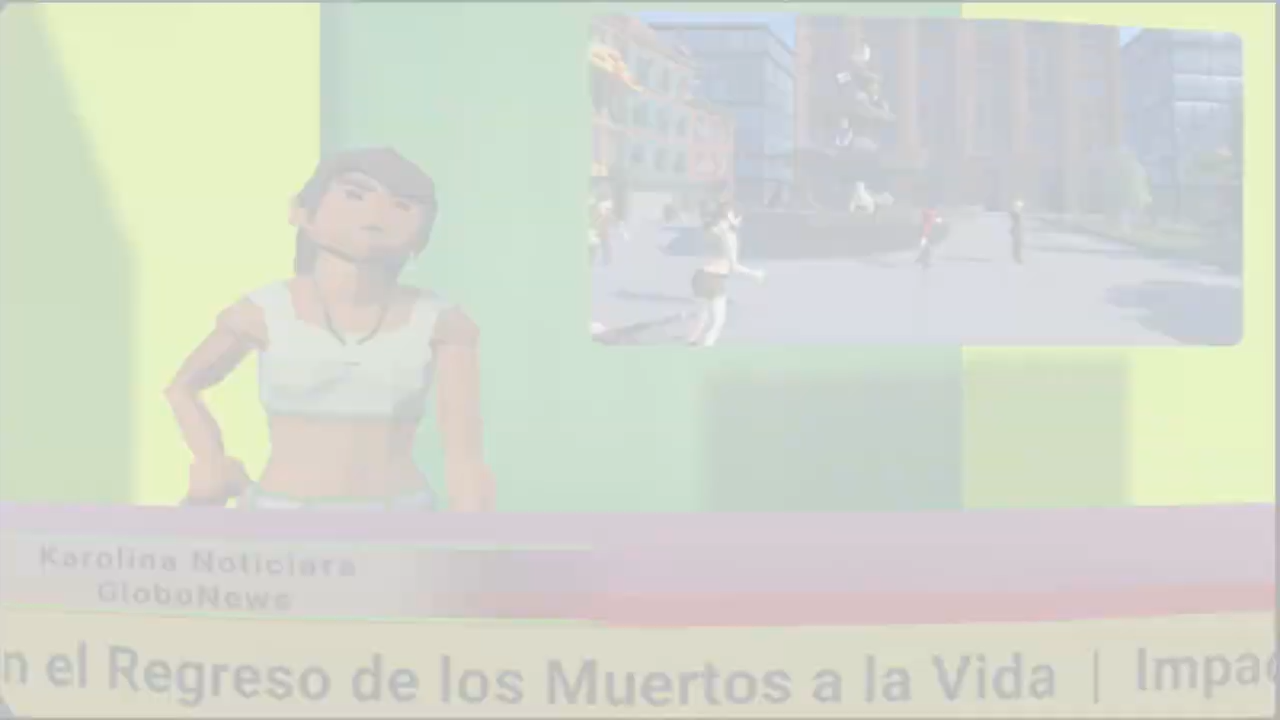 Karolina Noticiara
GloboNews
n el Regreso de los Muertos a la Vida | Impac